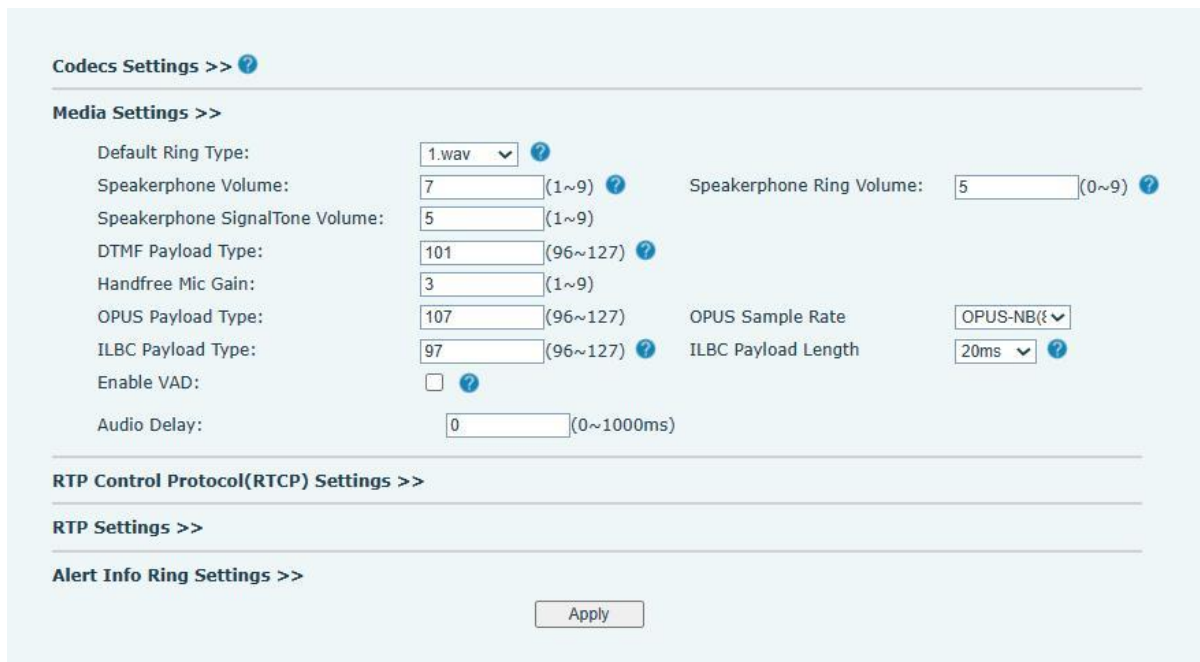 Codecs Settings >> ?
Media Settings >>
Default Ring Type: 1.wav ?
Speakerphone Volume: 7 (1~9) ? Speakerphone Ring Volume: 5 (0~9) ?
Speakerphone SignalTone Volume: 5 (1~9)
DTMF Payload Type: 101 (96~127) ?
Handfree Mic Gain: 3 (1~9)
OPUS Payload Type: 107 (96~127) OPUS Sample Rate OPUS-NB(
ILBC Payload Type: 97 (96~127) ? ILBC Payload Length 20ms ?
Enable VAD: ?
Audio Delay: 0 (0~1000ms)
RTP Control Protocol(RTCP) Settings >>
RTP Settings >>
Alert Info Ring Settings >>
Apply